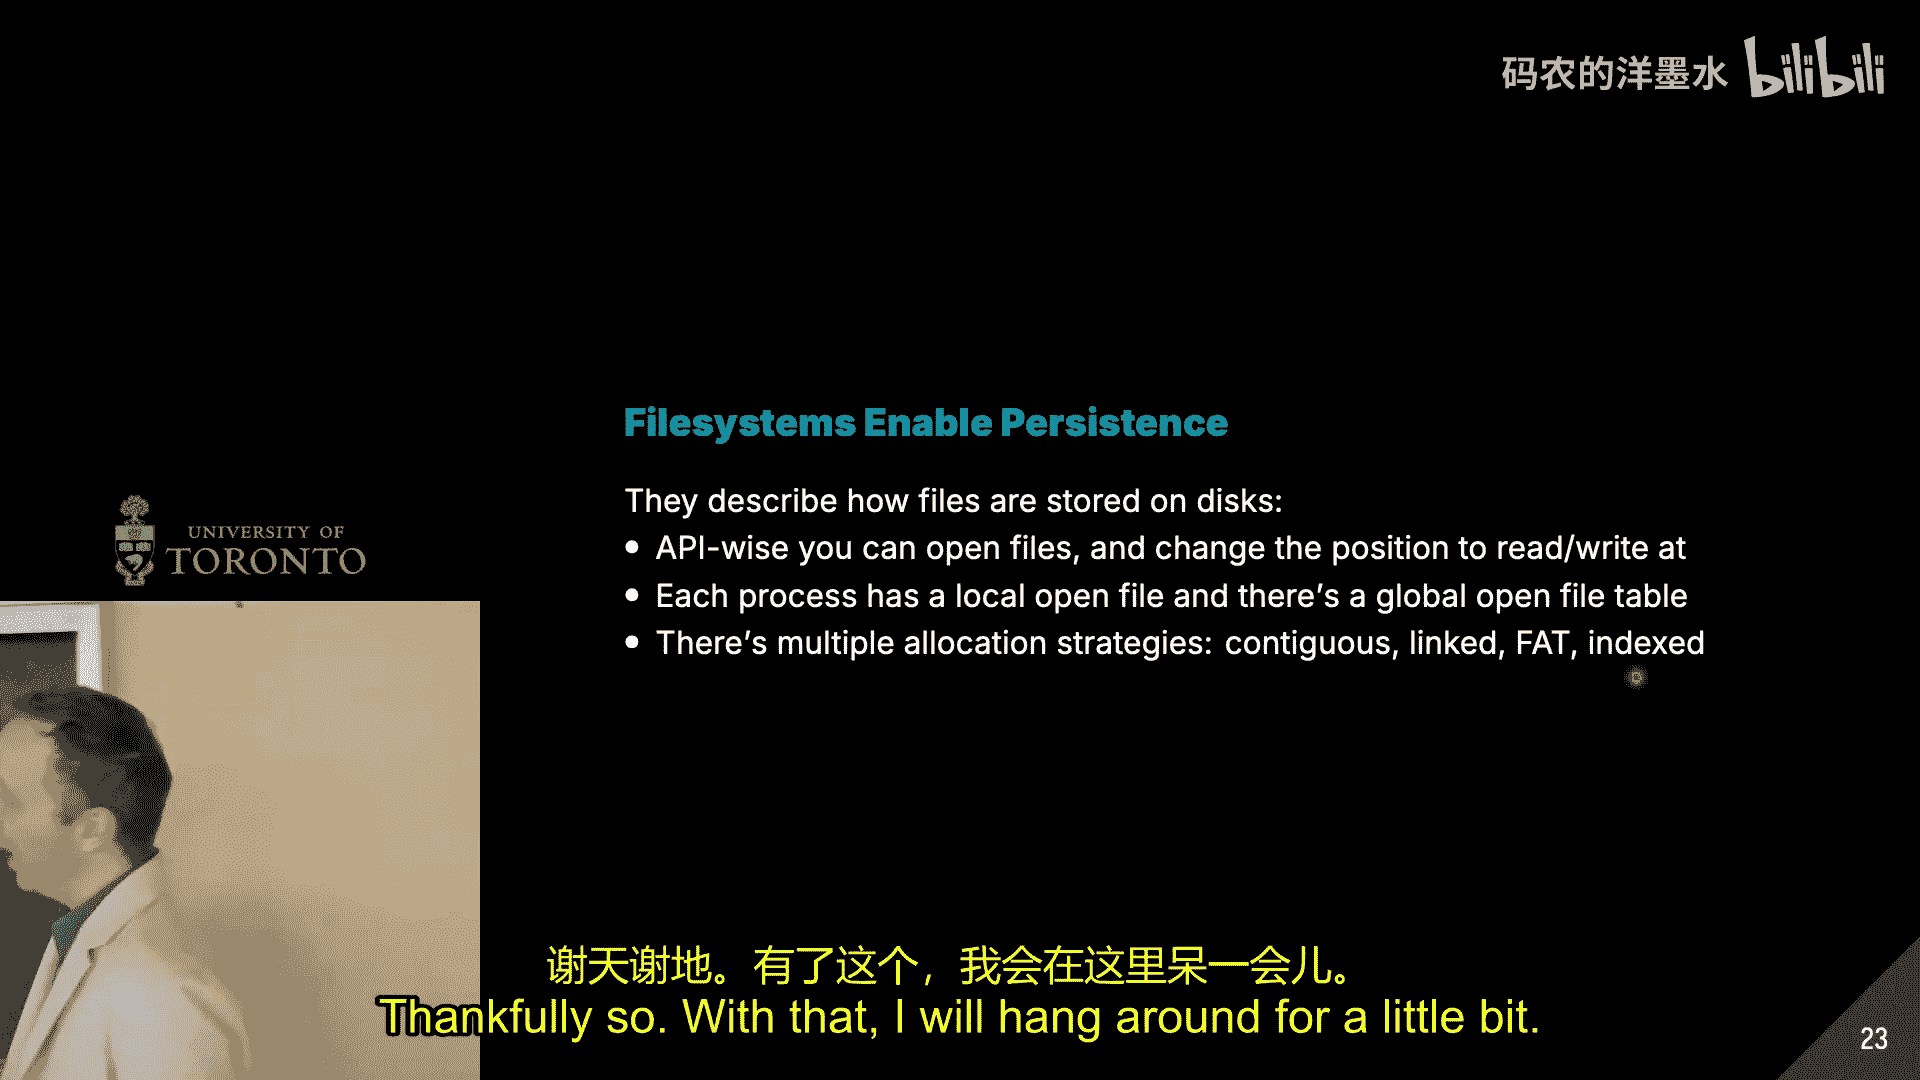 码农的洋墨水 bilibili
Filesystems Enable Persistence
They describe how files are stored on disks:
• API-wise you can open files, and change the position to read/write at
• Each process has a local open file and there's a global open file table
• There's multiple allocation strategies: contiguous, linked, FAT, indexed
UNIVERSITY OF
TORONTO
谢天谢地。有了这个，我会在这里呆一会儿。
Thankfully so. With that, I will hang around for a little bit.
23